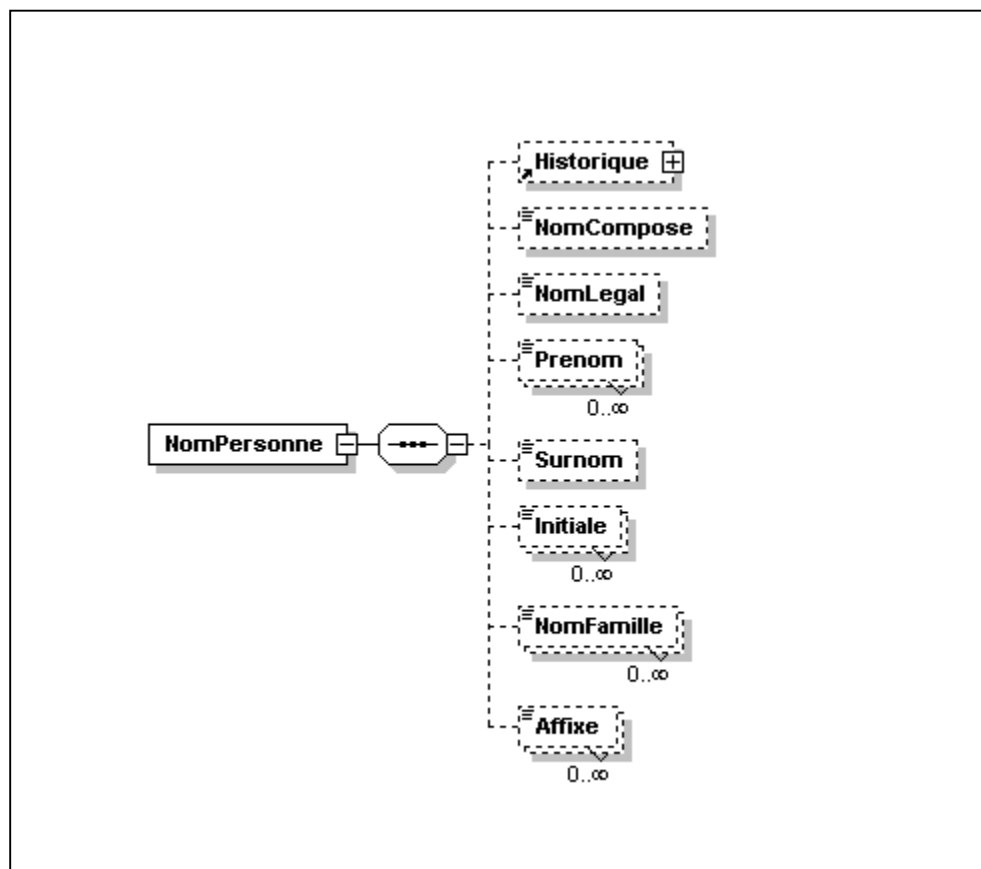 Historique
NomCompose
NomLegal
Prenom
0..∞
NomPersonne
Surnom
Initiale
0..∞
NomFamille
0..∞
Affixe
0..∞